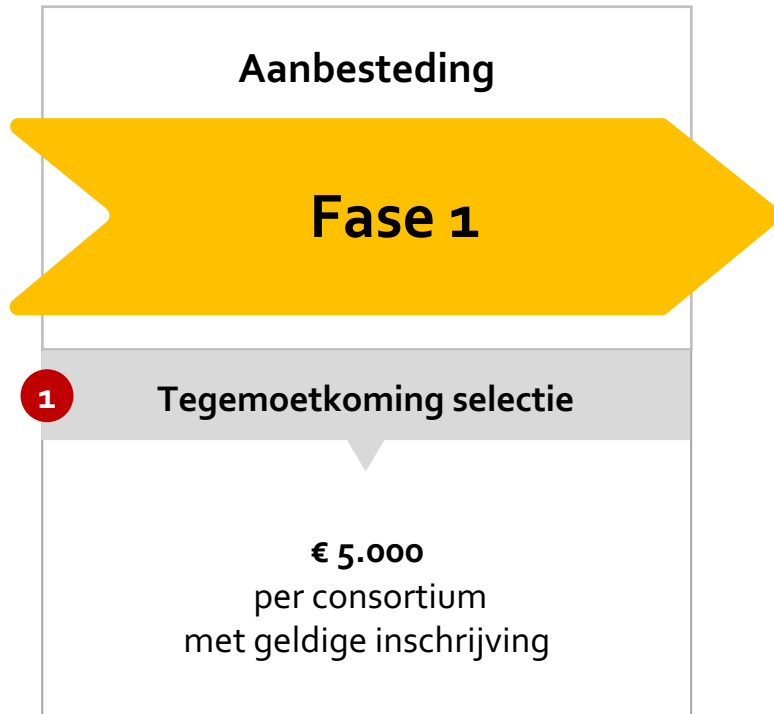 Aanbesteding
Fase 1
1 Tegemoetkoming selectie
€ 5.000
per consortium
met geldige inschrijving